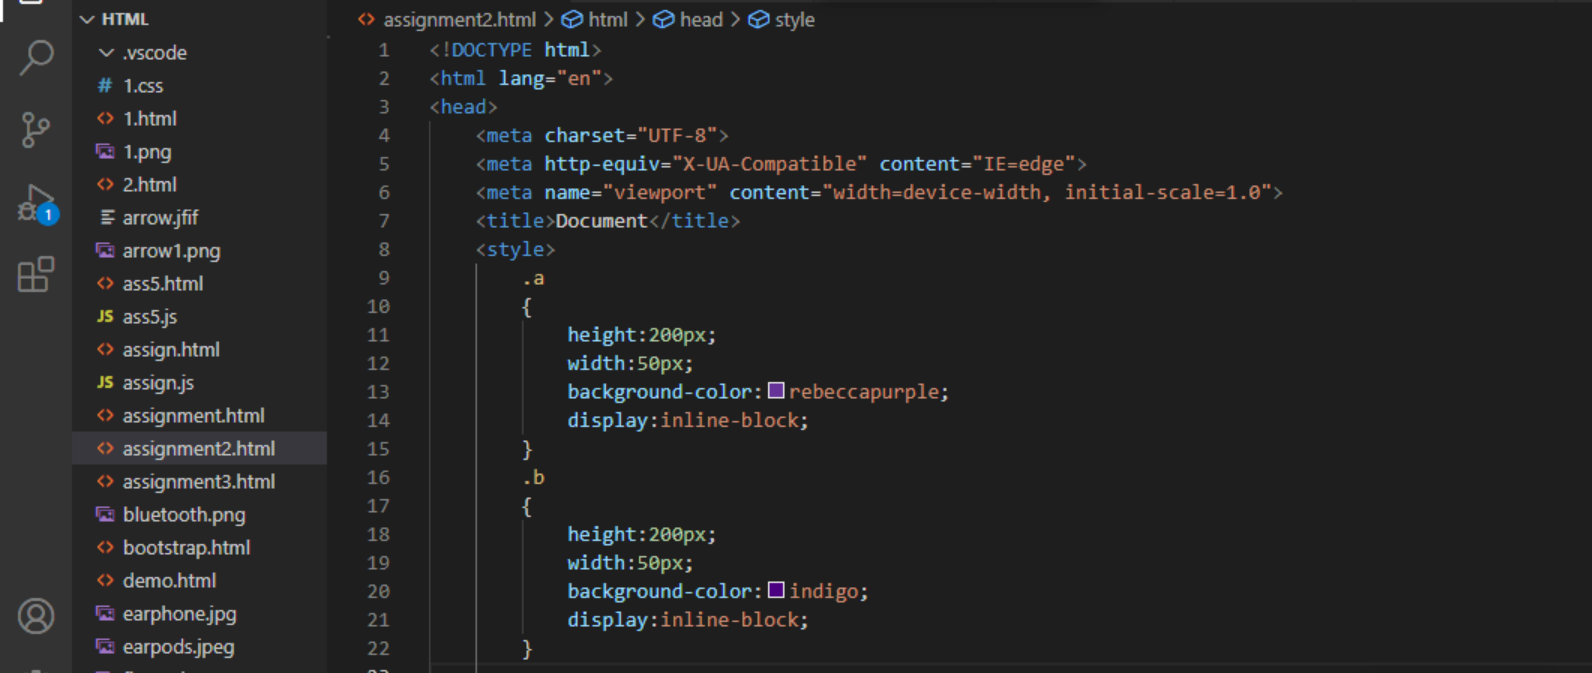 HTML
.vscode
# 1.css
<> 1.html
1.png
<> 2.html
arrow.jfif
arrow1.png
<> ass5.html
JS ass5.js
<> assign.html
JS assign.js
<> assignment.html
<> assignment2.html
<> assignment3.html
bluetooth.png
<> bootstrap.html
<> demo.html
earphone.jpg
earpods.jpeg
1
<> assignment2.html > html > head > style
1 <!DOCTYPE html>
2 <html lang="en">
3 <head>
4 <meta charset="UTF-8">
5 <meta http-equiv="X-UA-Compatible" content="IE=edge">
6 <meta name="viewport" content="width=device-width, initial-scale=1.0">
7 <title>Document</title>
8 <style>
9 .a
10 {
11 height:200px;
12 width:50px;
13 background-color:rebeccapurple;
14 display:inline-block;
15 }
16 .b
17 {
18 height:200px;
19 width:50px;
20 background-color:indigo;
21 display:inline-block;
22 }